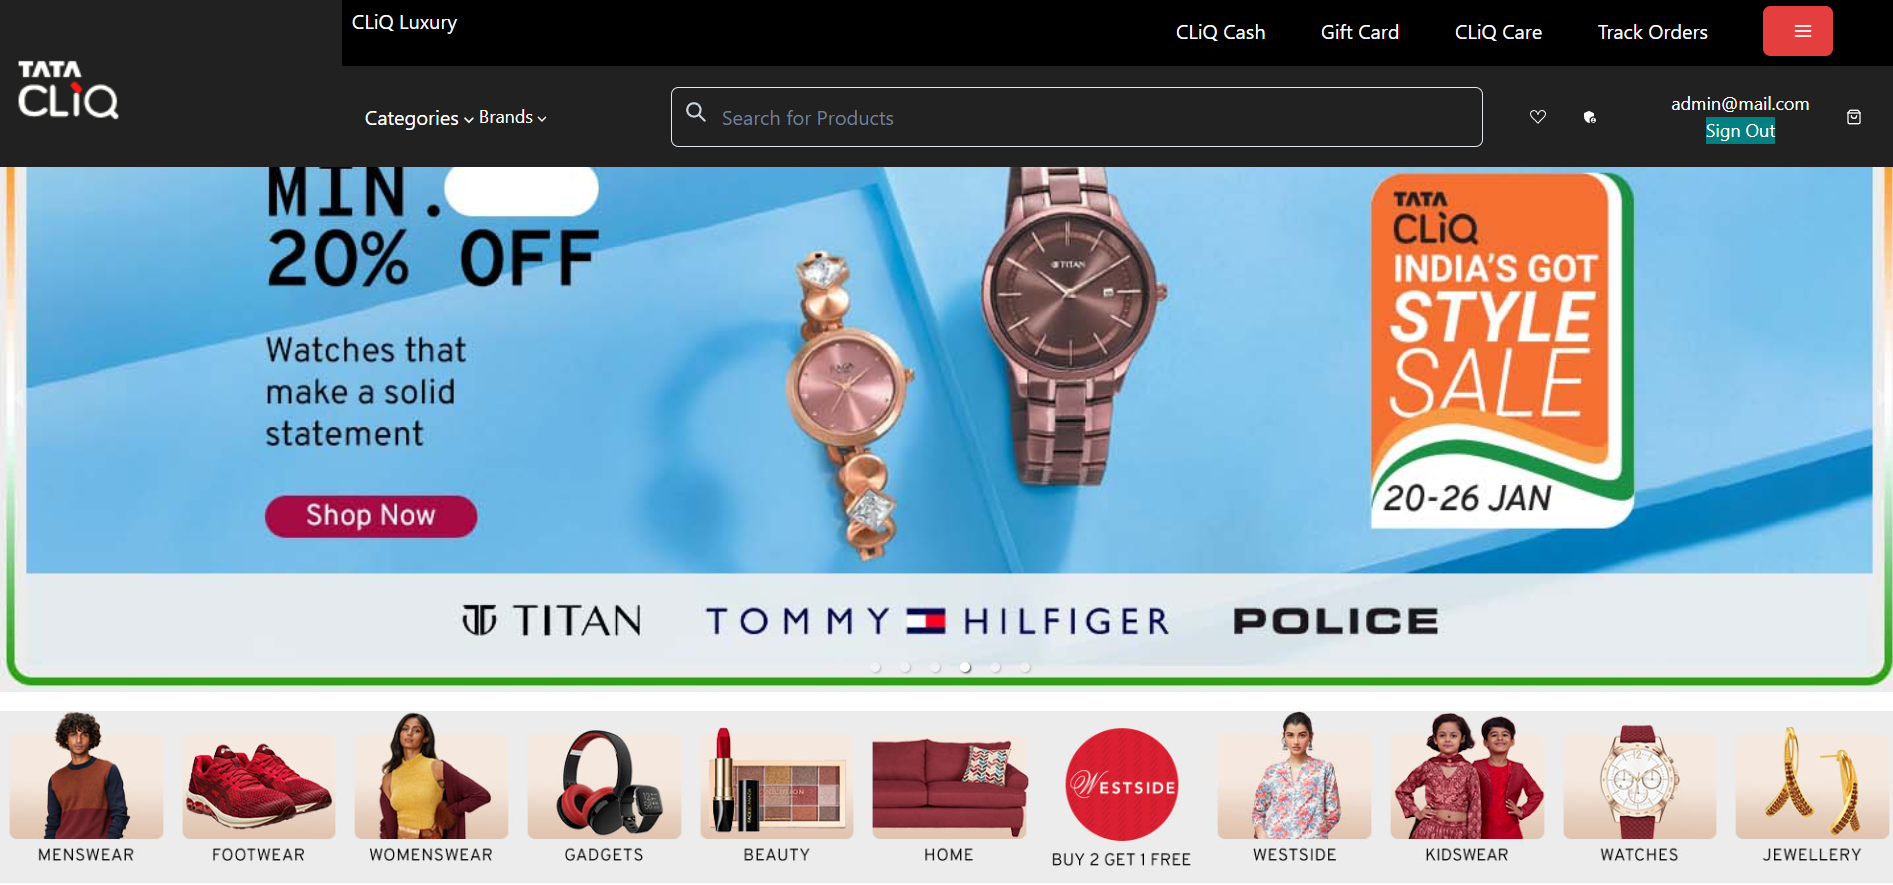 CLiQ Luxury
CLiQ Cash
Gift Card
CLiQ Care
Track Orders
TATA
CLiQ
Categories
Brands
Search for Products
admin@mail.com
Sign Out
MIN.
20% OFF
Watches that
make a solid
statement
Shop Now
TITAN
TATA
CLiQ
INDIA'S GOT
STYLE
SALE
20-26 JAN
TITAN
TOMMY HILFIGER
POLICE
WESTSIDE
MENSWEAR
FOOTWEAR
WOMENSWEAR
GADGETS
BEAUTY
HOME
BUY 2 GET 1 FREE
WESTSIDE
KIDSWEAR
WATCHES
JEWELLERY